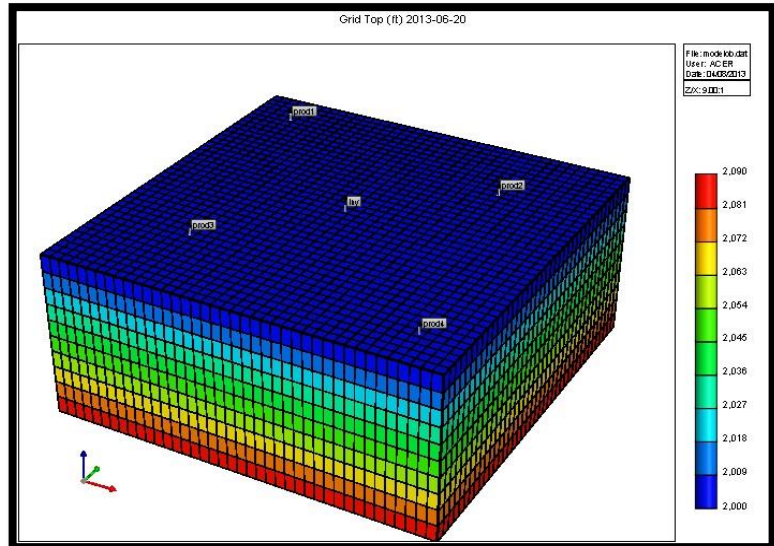 Grid Top (ft) 2013-06-20
File: modelob.dat
User: ACER
Date: 04/08/2013
Z/X: 9.00:1
prod1
prod2
Iny
prod3
prod4
2,090
2,081
2,072
2,063
2,054
2,045
2,036
2,027
2,018
2,009
2,000